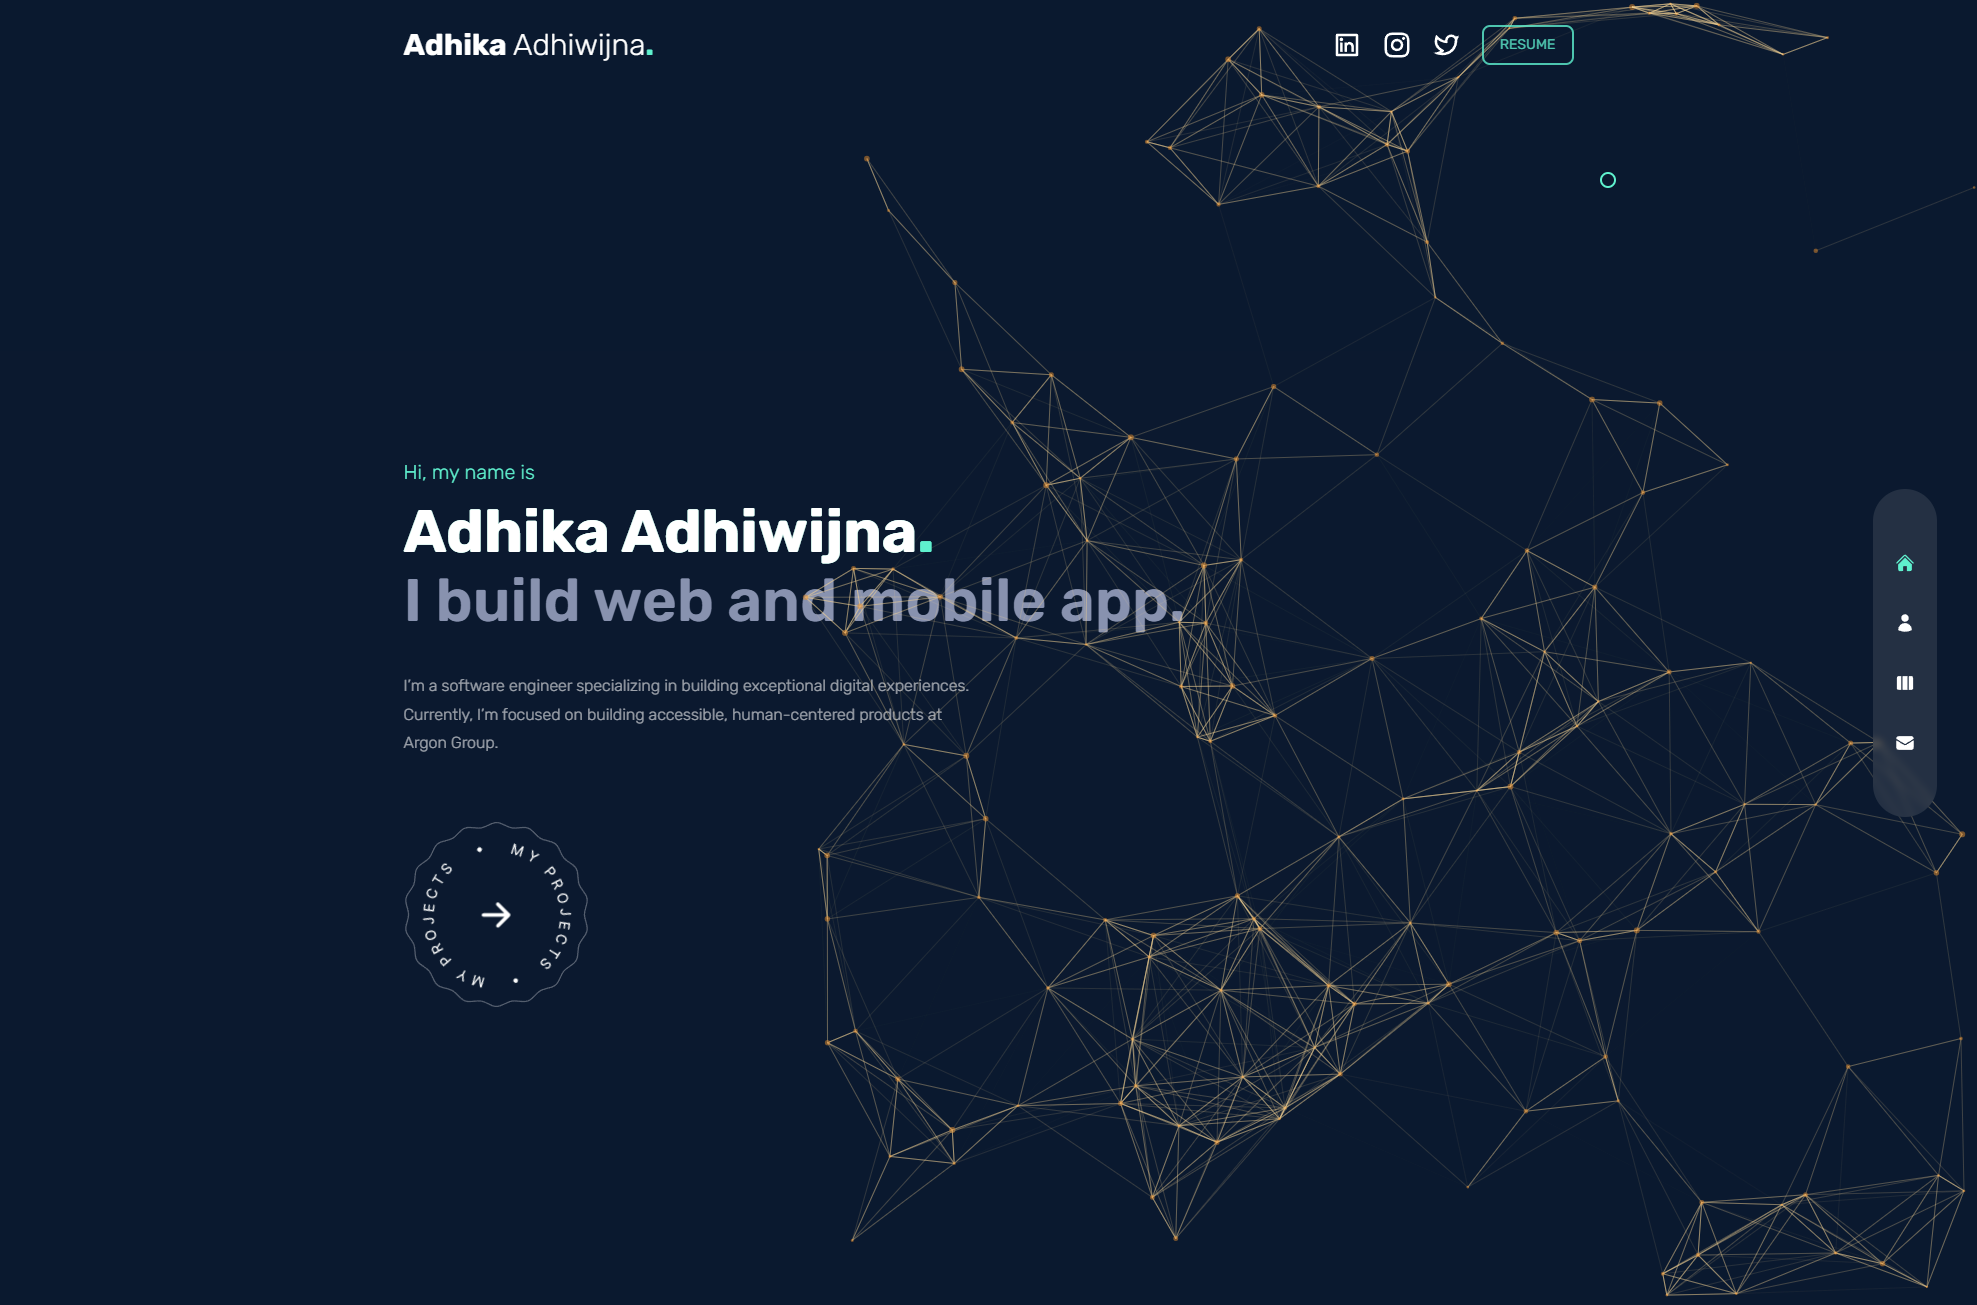 Adhika Adhiwijna.
RESUME
Hi, my name is
Adhika Adhiwijna.
I build web and mobile app.
I'm a software engineer specializing in building exceptional digital experiences.
Currently, I'm focused on building accessible, human-centered products at
Argon Group.
MY PROJECTS • MY PROJECTS •